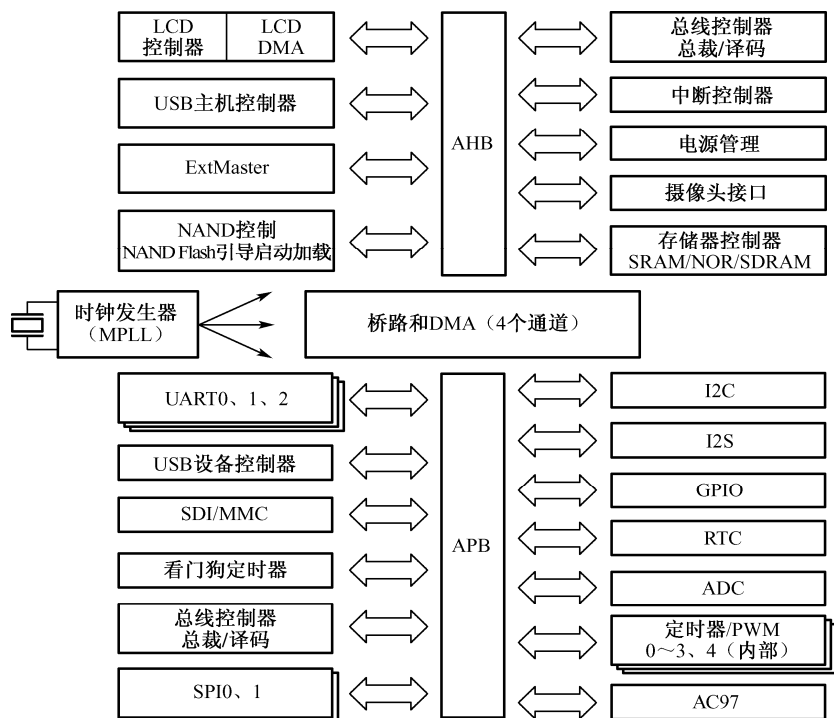 LCD
控制器
LCD
DMA
USB主机控制器
ExtMaster
NAND控制
NAND Flash引导启动加载
AHB
总线控制器
总裁/译码
中断控制器
电源管理
摄像头接口
存储器控制器
SRAM/NOR/SDRAM
时钟发生器
（MPLL）
桥路和DMA（4个通道）
UART0、1、2
USB设备控制器
SDI/MMC
看门狗定时器
总线控制器
总裁/译码
SPI0、1
APB
I2C
I2S
GPIO
RTC
ADC
定时器/PWM
0～3、4（内部）
AC97